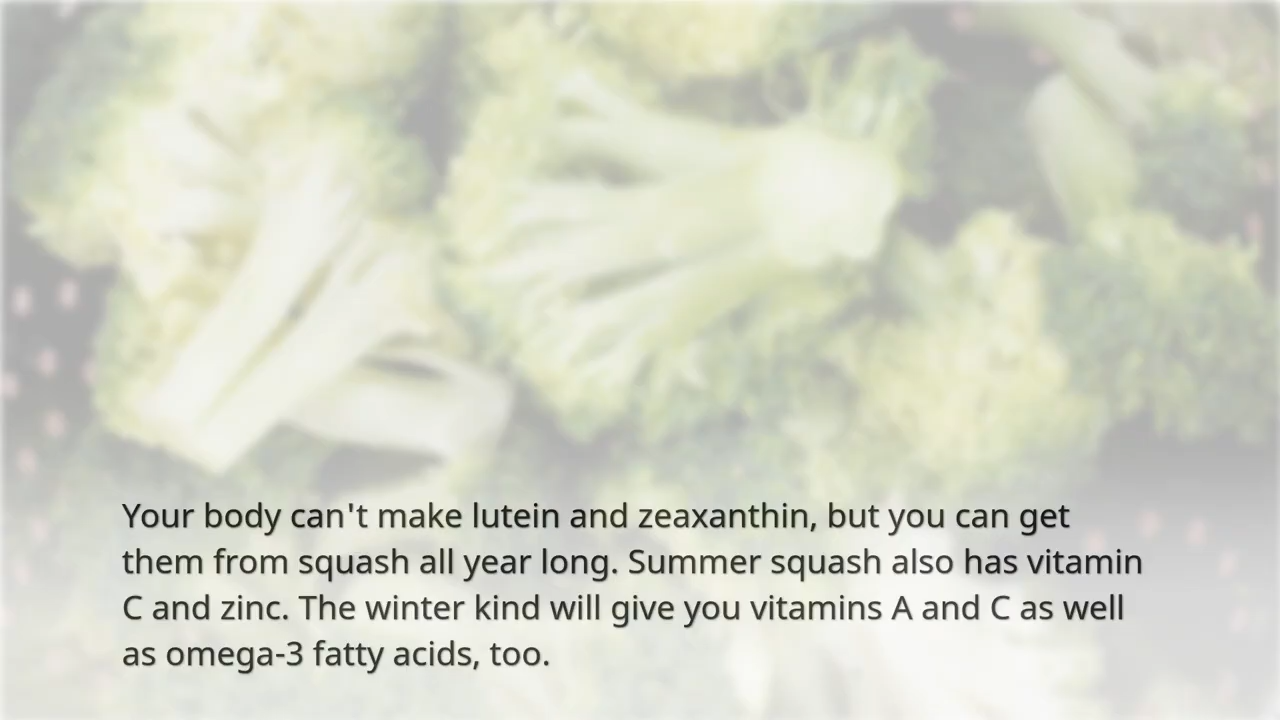 Your body can't make lutein and zeaxanthin, but you can get
them from squash all year long. Summer squash also has vitamin
C and zinc. The winter kind will give you vitamins A and C as well
as omega-3 fatty acids, too.